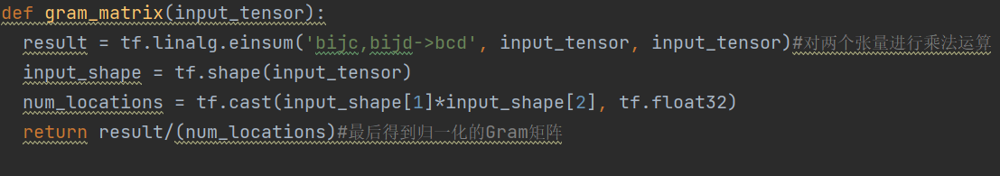 def gram_matrix(input_tensor):
  result = tf.linalg.einsum('bijc,bijd->bcd', input_tensor, input_tensor)#对两个张量进行乘法运算
  input_shape = tf.shape(input_tensor)
  num_locations = tf.cast(input_shape[1]*input_shape[2], tf.float32)
  return result/(num_locations)#最后得到归一化的Gram矩阵